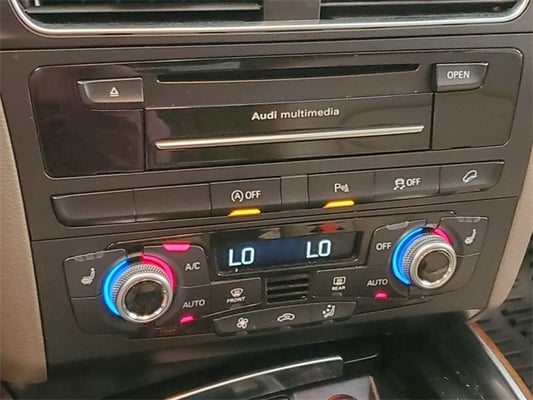 OPEN
Audi multimedia
A OFF
P
OFF
A/C
LO LO
OFF
AUTO
FRONT
REAR
AUTO